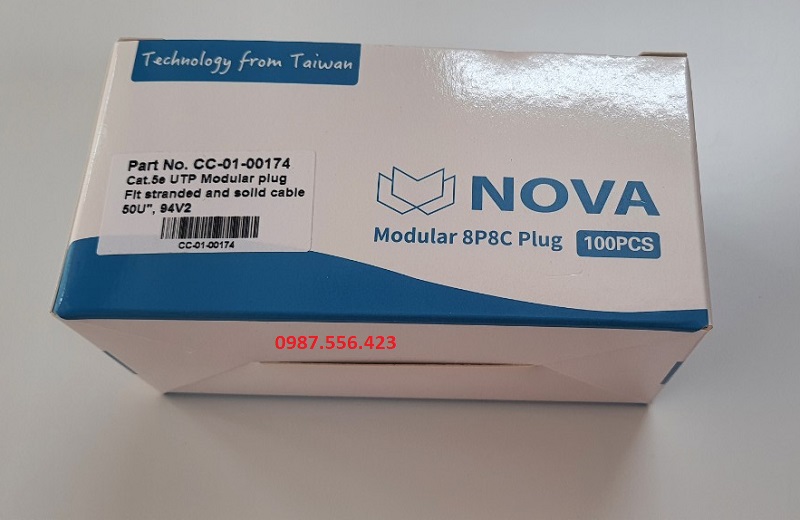 Technology from Taiwan
Part No. CC-01-00174
Cat.5e UTP Modular plug
Fit stranded and solid cable
50U", 94V2
CC-01-00174
NOVA
Modular 8P8C Plug 100PCS
0987.556.423